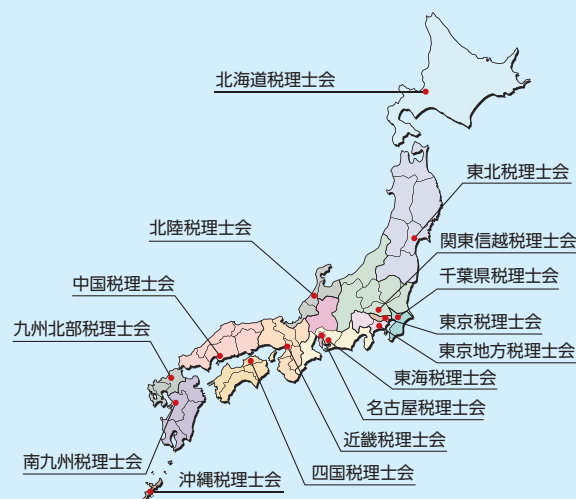 北海道税理士会
東北税理士会
北陸税理士会
関東信越税理士会
千葉県税理士会
中国税理士会
東京税理士会
九州北部税理士会
東京地方税理士会
東海税理士会
名古屋税理士会
近畿税理士会
南九州税理士会
四国税理士会
沖縄税理士会